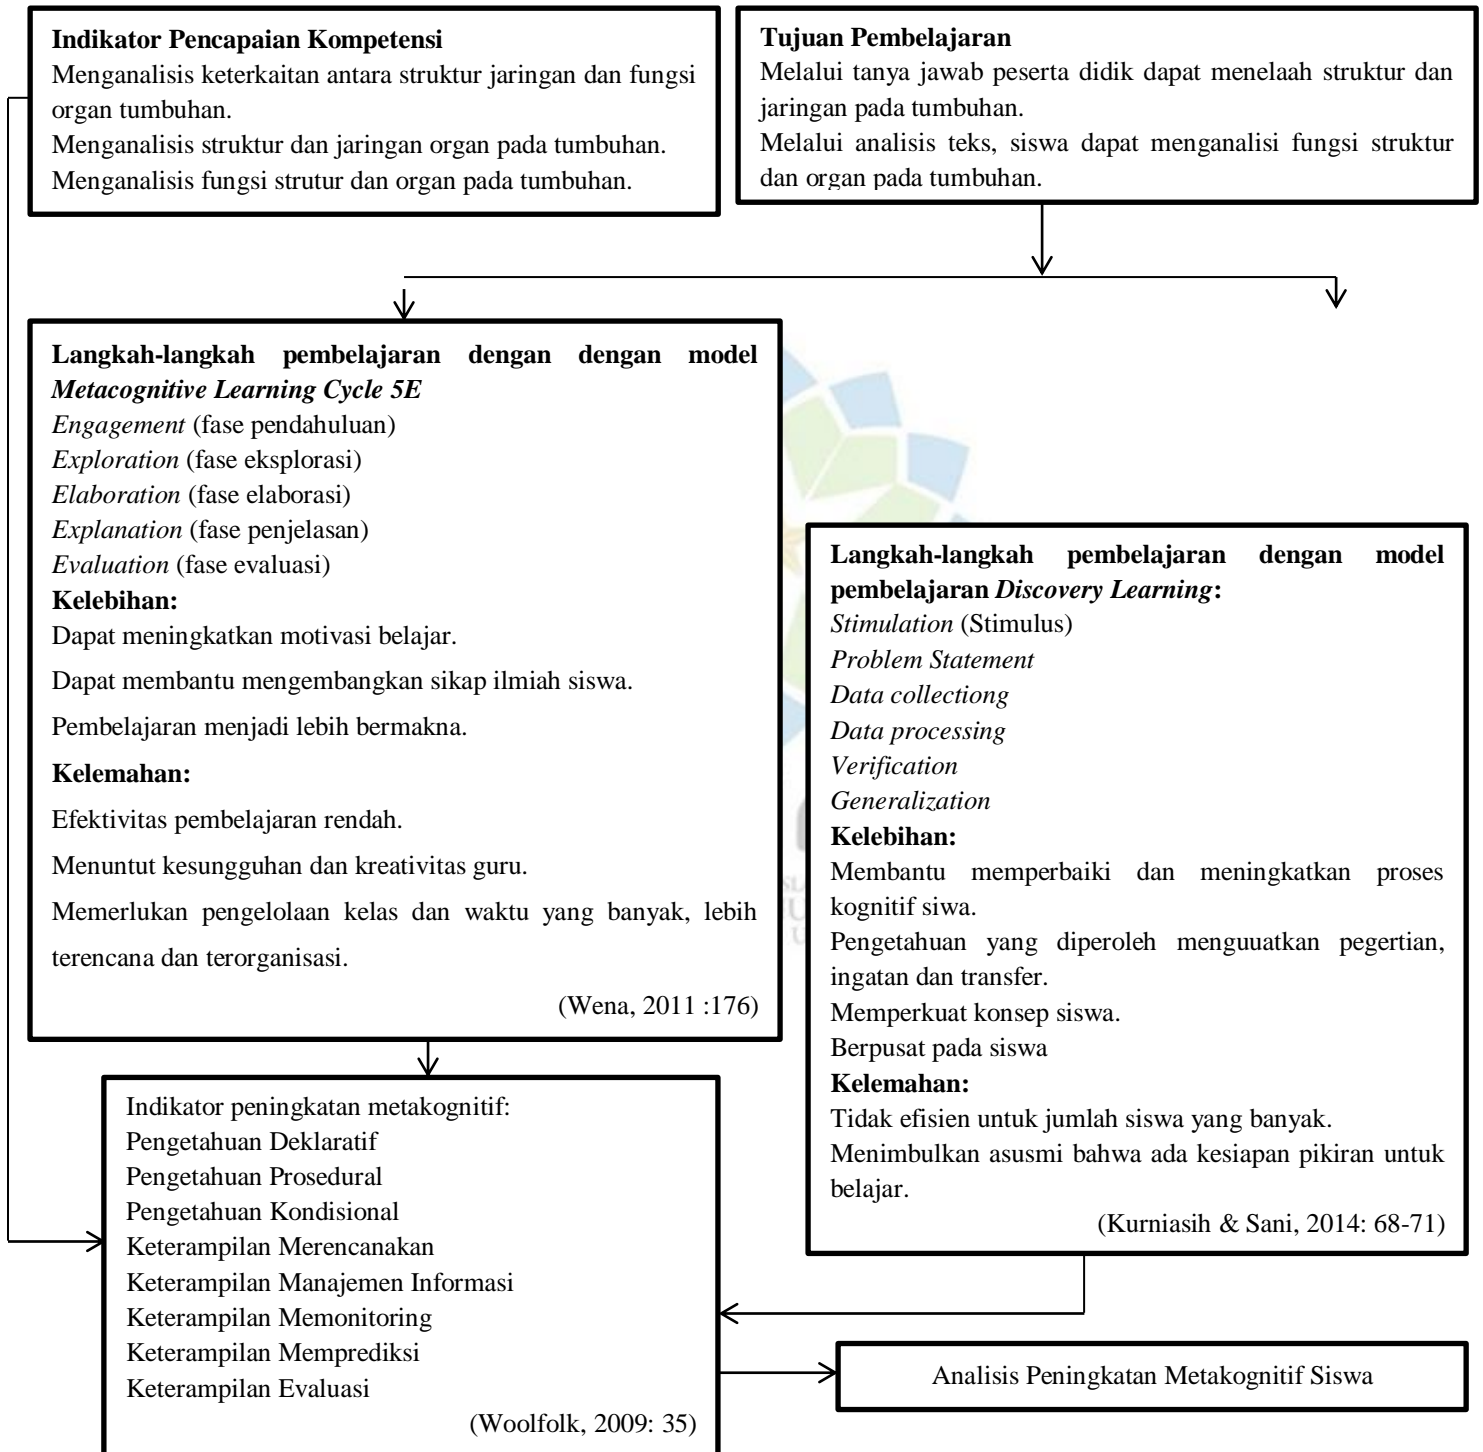 Indikator Pencapaian Kompetensi
Menganalisis keterkaitan antara struktur jaringan dan fungsi
organ tumbuhan.
Menganalisis struktur dan jaringan organ pada tumbuhan.
Menganalisis fungsi strutur dan organ pada tumbuhan.
Tujuan Pembelajaran
Melalui tanya jawab peserta didik dapat menelaah struktur dan
jaringan pada tumbuhan.
Melalui analisis teks, siswa dapat menganalisi fungsi struktur
dan organ pada tumbuhan.
Langkah-langkah pembelajaran dengan dengan model
Metacognitive Learning Cycle 5E
Engagement (fase pendahuluan)
Exploration (fase eksplorasi)
Elaboration (fase elaborasi)
Explanation (fase penjelasan)
Evaluation (fase evaluasi)
Kelebihan:
Dapat meningkatkan motivasi belajar.
Dapat membantu mengembangkan sikap ilmiah siswa.
Pembelajaran menjadi lebih bermakna.
Kelemahan:
Efektivitas pembelajaran rendah.
Menuntut kesungguhan dan kreativitas guru.
Memerlukan pengelolaan kelas dan waktu yang banyak, lebih
terencana dan terorganisasi.
(Wena, 2011 :176)
Langkah-langkah pembelajaran dengan model
pembelajaran Discovery Learning:
Stimulation (Stimulus)
Problem Statement
Data collectiong
Data processing
Verification
Generalization
Kelebihan:
Membantu memperbaiki dan meningkatkan proses
kognitif siwa.
Pengetahuan yang diperoleh menguuatkan pegertian,
ingatan dan transfer.
Memperkuat konsep siswa.
Berpusat pada siswa
Kelemahan:
Tidak efisien untuk jumlah siswa yang banyak.
Menimbulkan asusmi bahwa ada kesiapan pikiran untuk
belajar.
(Kurniasih & Sani, 2014: 68-71)
Indikator peningkatan metakognitif:
Pengetahuan Deklaratif
Pengetahuan Prosedural
Pengetahuan Kondisional
Keterampilan Merencanakan
Keterampilan Manajemen Informasi
Keterampilan Memonitoring
Keterampilan Memprediksi
Keterampilan Evaluasi
(Woolfolk, 2009: 35)
Analisis Peningkatan Metakognitif Siswa